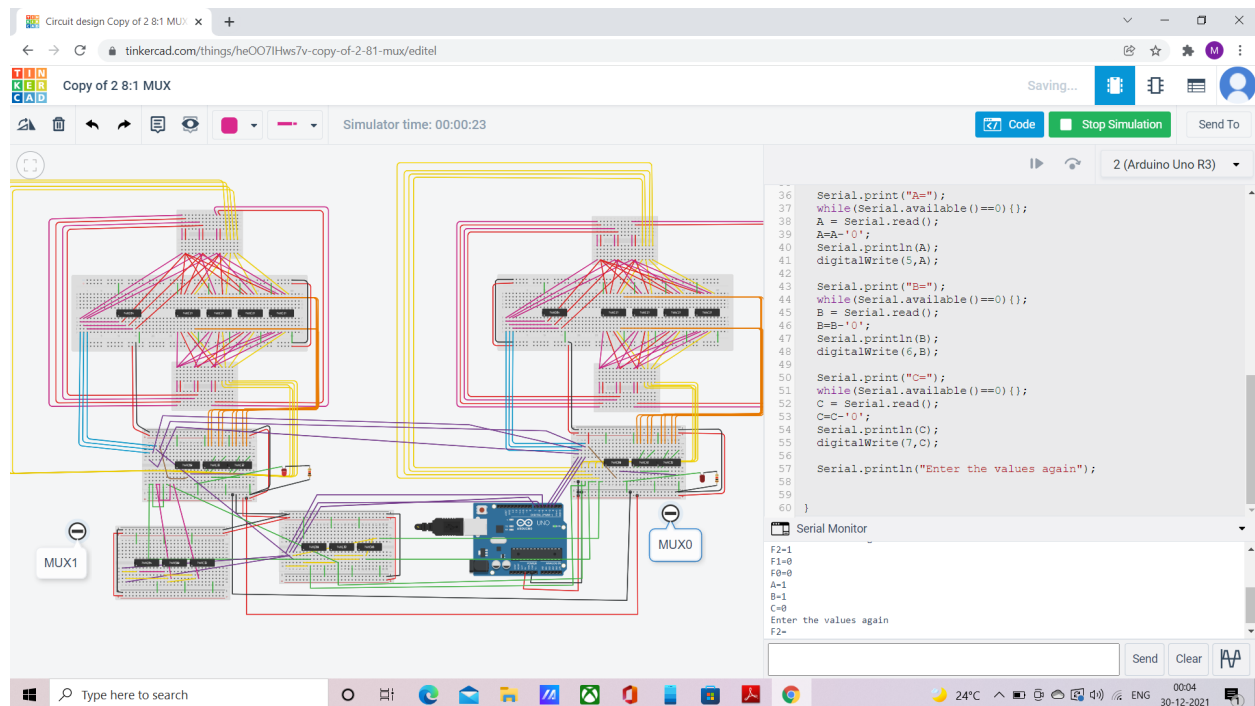 Circuit design Copy of 2 8:1 MUX
tinkercad.com/things/heOO7IHws7v-copy-of-2-81-mux/editel
M
TIN
KER
CAD
Copy of 2 8:1 MUX
Saving...
Simulator time: 00:00:23
Code
Stop Simulation
Send To
2 (Arduino Uno R3)
36 Serial.print("A=");
37 while(Serial.available()==0){};
38 A = Serial.read();
39 A=A-'0';
40 Serial.println(A);
41 digitalWrite(5,A);
42
43 Serial.print("B=");
44 while(Serial.available()==0){};
45 B = Serial.read();
46 B=B-'0';
47 Serial.println(B);
48 digitalWrite(6,B);
49
50 Serial.print("C=");
51 while(Serial.available()==0){};
52 C = Serial.read();
53 C=C-'0';
54 Serial.println(C);
55 digitalWrite(7,C);
56
57 Serial.println("Enter the values again");
58
59
60 }
UNO
MUX1
MUX0
Serial Monitor
F2=1
F1=0
F0=0
A=1
B=1
C=0
Enter the values again
F2=
Send
Clear
Type here to search
24°C
ENG
00:04
30-12-2021
1